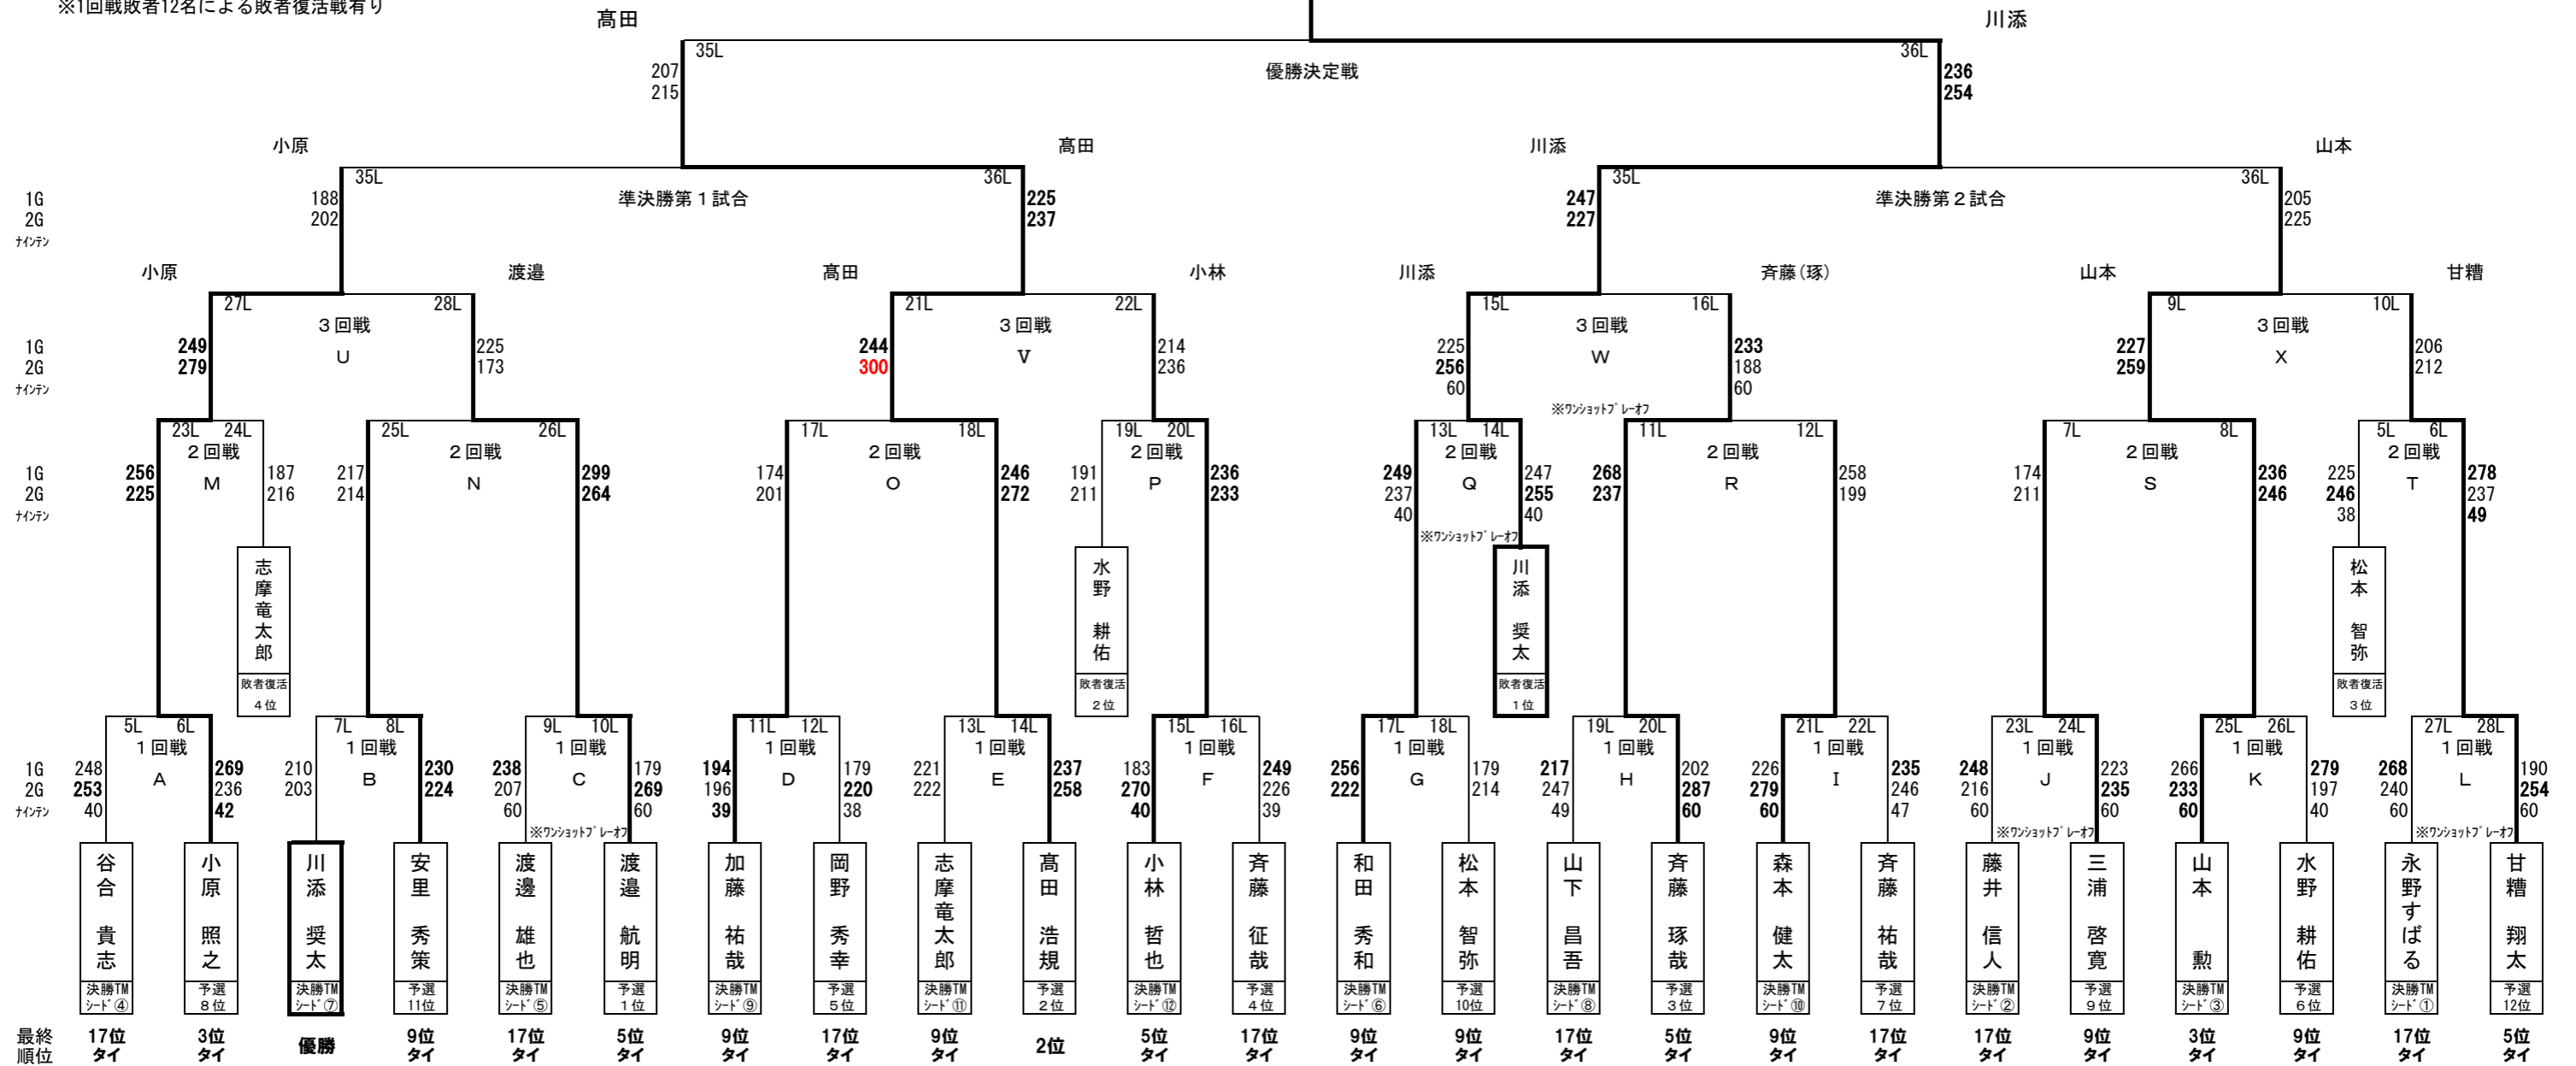 ※1回戦敗者12名による敗者復活戦有り
髙田 川添
35L 36L
207 優勝決定戦 236
215 254
小原 髙田 川添 山本
35L 36L 35L 36L
1G 188 準決勝第１試合 225 247 準決勝第２試合 205
2G 202 237 227 225
ﾅｲﾝﾃﾝ
小原 渡邉 髙田 小林 川添 斉藤(琢) 山本 甘糟
27L 28L 21L 22L 15L 16L 9L 10L
３回戦 ３回戦 ３回戦 ３回戦
1G 249 U 225 244 V 214 225 W 233 227 X 206
2G 279 173 300 236 256 188 259 212
ﾅｲﾝﾃﾝ 60 60
※ﾜﾝｼｮｯﾄﾌﾟﾚｰｵﾌ
23L 24L 25L 26L 17L 18L 19L 20L 13L 14L 11L 12L 7L 8L 5L 6L
２回戦 ２回戦 ２回戦 ２回戦 ２回戦 ２回戦 ２回戦 ２回戦
1G 256 M 187 217 N 299 174 O 246 191 P 236 249 Q 247 268 R 258 174 S 236 225 T 278
2G 225 216 214 264 201 272 211 233 237 255 237 199 211 246 246 237
ﾅｲﾝﾃﾝ 40 40 38 49
※ﾜﾝｼｮｯﾄﾌﾟﾚｰｵﾌ
志摩竜太郎 水野 耕佑 川添 奨太 松本 智弥
敗者復活 敗者復活 敗者復活 敗者復活
４位 ２位 １位 ３位
5L 6L 7L 8L 9L 10L 11L 12L 13L 14L 15L 16L 17L 18L 19L 20L 21L 22L 23L 24L 25L 26L 27L 28L
１回戦 １回戦 １回戦 １回戦 １回戦 １回戦 １回戦 １回戦 １回戦 １回戦 １回戦 １回戦
1G 248 A 269 210 B 230 238 C 179 194 D 179 221 E 237 183 F 249 256 G 179 217 H 202 226 I 235 248 J 223 266 K 279 268 L 190
2G 253 236 203 224 207 269 196 220 222 258 270 226 222 214 247 287 279 246 216 235 233 197 240 254
ﾅｲﾝﾃﾝ 40 42 60 60 39 38 40 39 49 60 60 47 60 60 60 40 60 60
※ﾜﾝｼｮｯﾄﾌﾟﾚｰｵﾌ ※ﾜﾝｼｮｯﾄﾌﾟﾚｰｵﾌ ※ﾜﾝｼｮｯﾄﾌﾟﾚｰｵﾌ
谷合 貴志 小原 照之 川添 奨太 安里 秀策 渡邊 雄也 渡邉 航明 加藤 祐哉 岡野 秀幸 志摩竜太郎 髙田 浩規 小林 哲也 斉藤 征哉 和田 秀和 松本 智弥 山下 昌吾 斉藤 琢哉 森本 健太 斉藤 祐哉 藤井 信人 三浦 啓寛 山本 勲 水野 耕佑 永野すばる 甘糟 翔太
決勝TM 予選 決勝TM 予選 決勝TM 予選 決勝TM 予選 決勝TM 予選 決勝TM 予選 決勝TM 予選 決勝TM 予選 決勝TM 予選 決勝TM 予選 決勝TM 予選 決勝TM 予選
ｼｰﾄﾞ④ ８位 ｼｰﾄﾞ⑦ 11位 ｼｰﾄﾞ⑤ １位 ｼｰﾄﾞ⑨ ５位 ｼｰﾄﾞ⑪ ２位 ｼｰﾄﾞ⑫ ４位 ｼｰﾄﾞ⑥ 10位 ｼｰﾄﾞ⑧ ３位 ｼｰﾄﾞ⑩ ７位 ｼｰﾄﾞ② ９位 ｼｰﾄﾞ③ ６位 ｼｰﾄﾞ① 12位
最終 17位 3位 優勝 9位 17位 5位 9位 17位 9位 2位 5位 17位 9位 9位 17位 5位 9位 17位 17位 9位 3位 9位 17位 5位
順位 タイ タイ タイ タイ タイ タイ タイ タイ タイ タイ タイ タイ タイ タイ タイ タイ タイ タイ タイ タイ タイ タイ